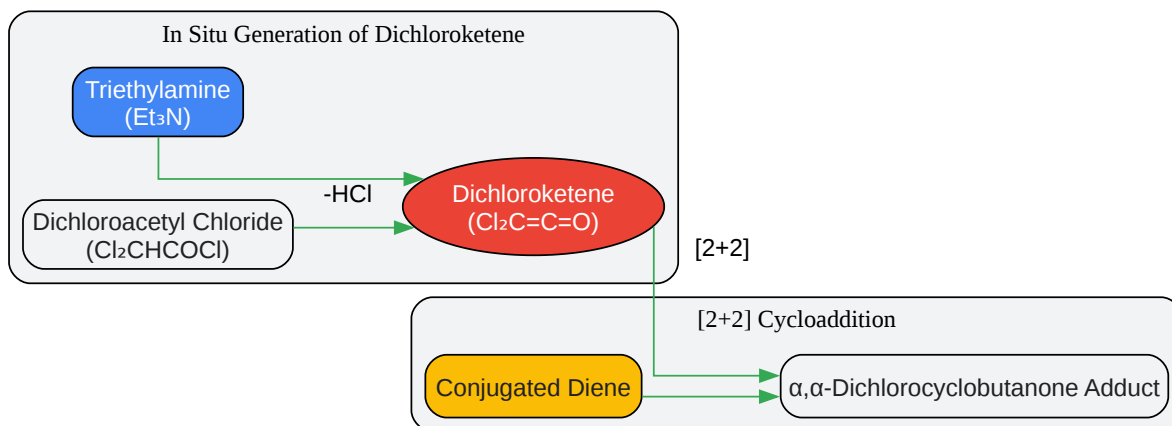 In Situ Generation of Dichloroketene
Triethylamine
(Et₃N)
-HCl
Dichloroacetyl Chloride
(Cl₂CHCOCl)
Dichloroketene
(Cl₂C=C=O)
[2+2]
[2+2] Cycloaddition
Conjugated Diene
α,α-Dichlorocyclobutanone Adduct